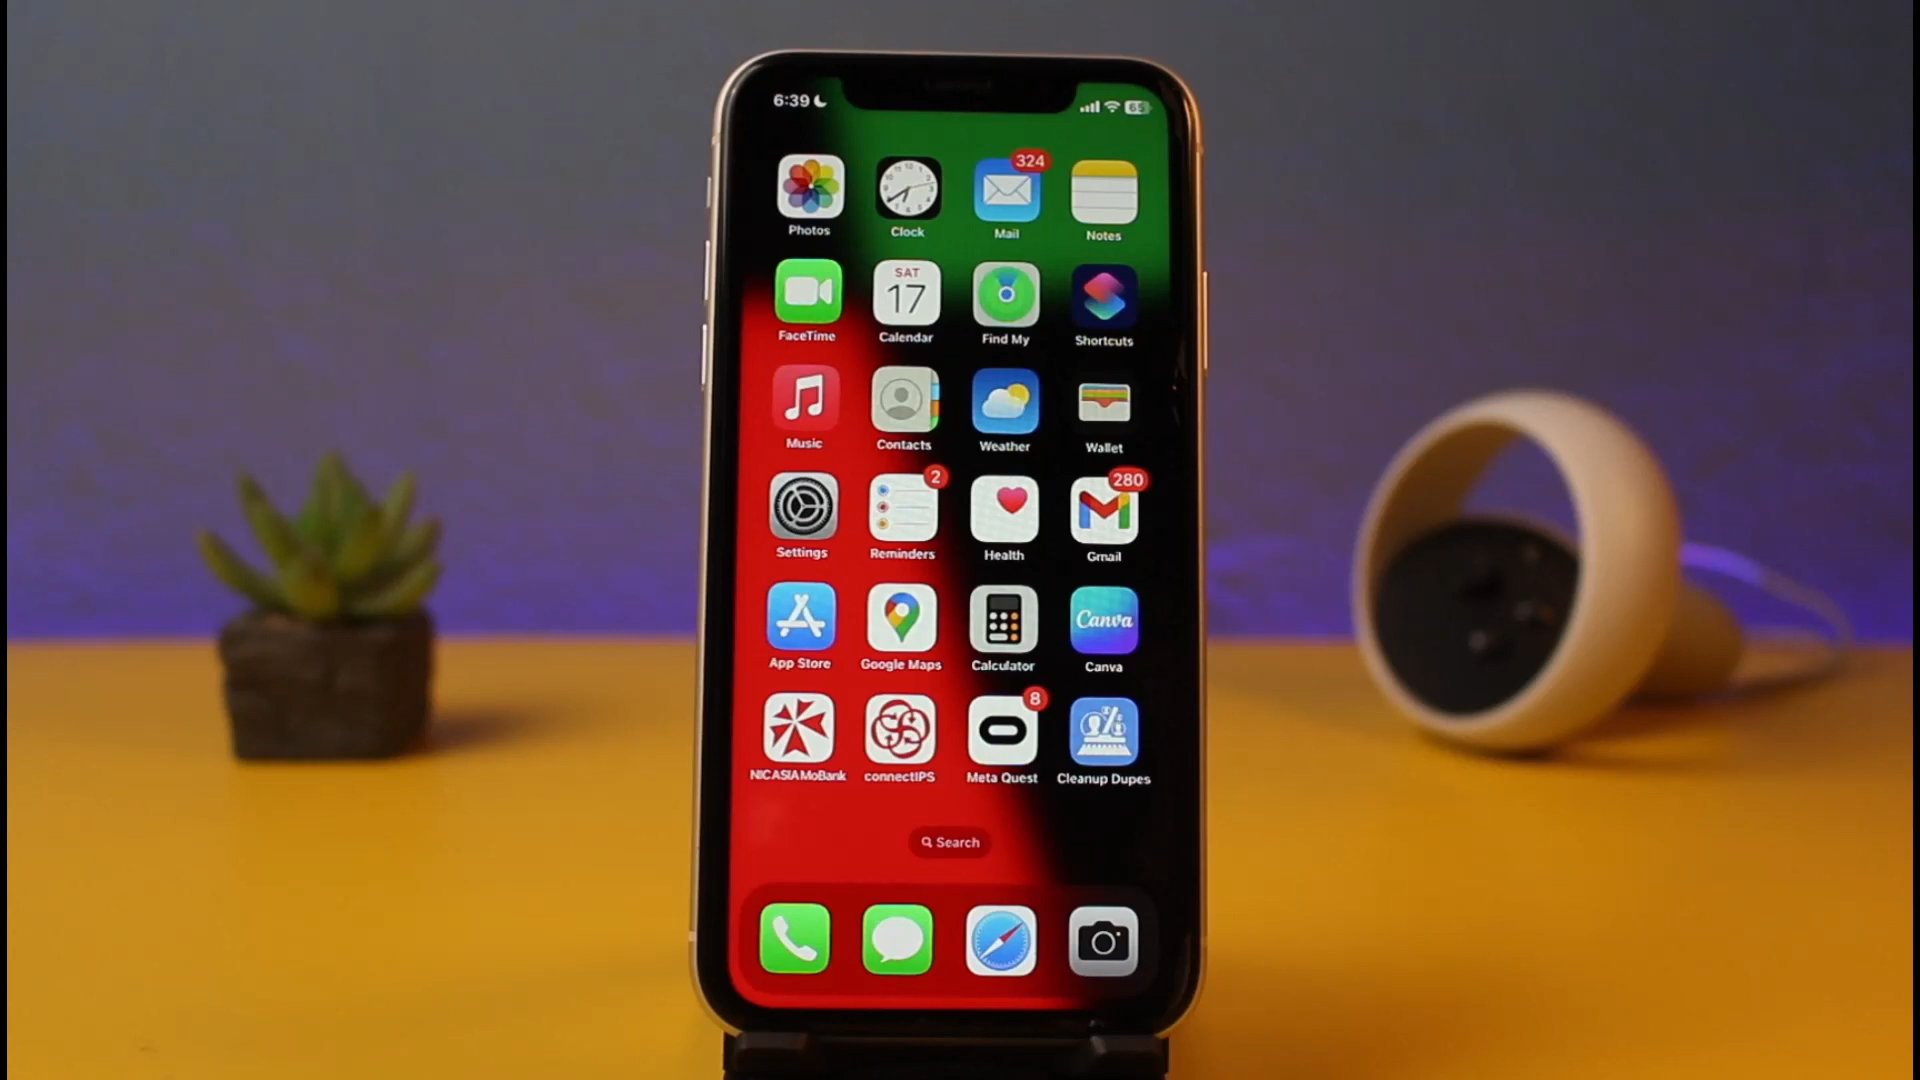 6:39
65
324
Photos
Clock
Mail
Notes
SAT
17
FaceTime
Calendar
Find My
Shortcuts
Music
Contacts
Weather
Wallet
2
280
Settings
Reminders
Health
Gmail
Canva
App Store
Google Maps
Calculator
Canva
8
NICASIAMoBank
connectIPS
Meta Quest
Cleanup Dupes
Search